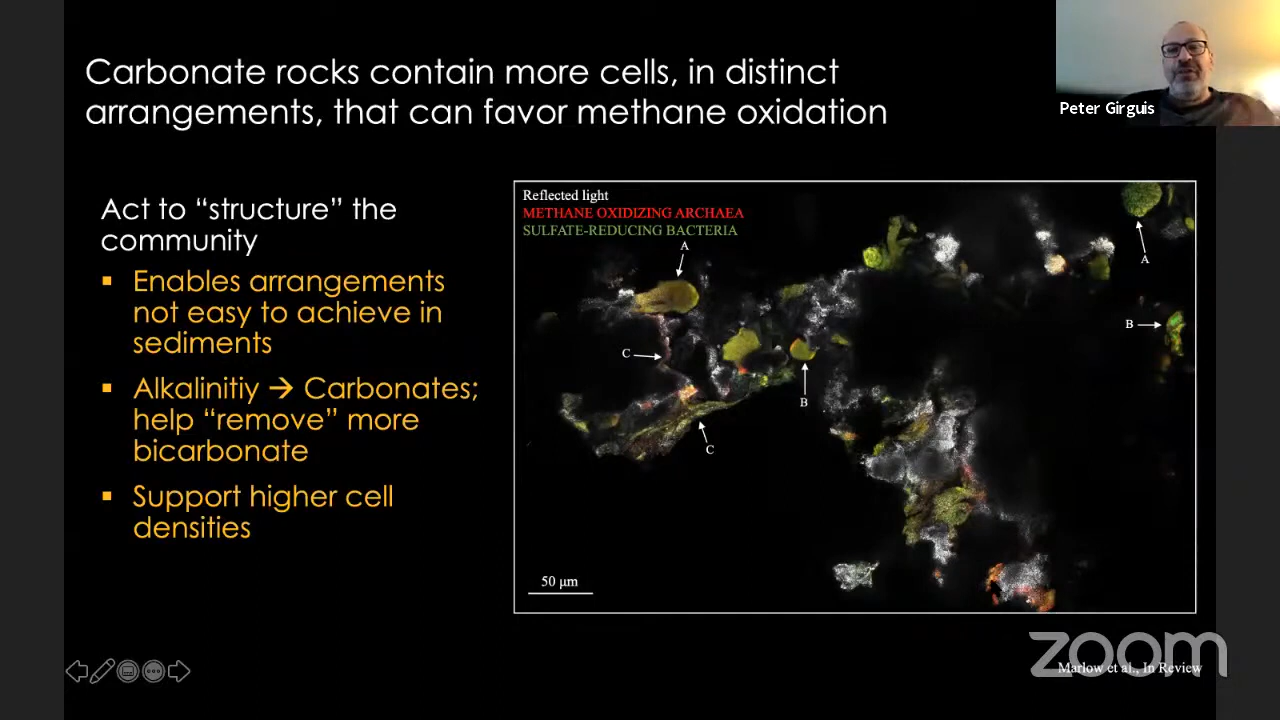 Carbonate rocks contain more cells, in distinct
arrangements, that can favor methane oxidation
Peter Girguis
Act to “structure” the
community
▪ Enables arrangements
not easy to achieve in
sediments
▪ Alkalinitiy → Carbonates;
help “remove” more
bicarbonate
▪ Support higher cell
densities
Reflected light
METHANE OXIDIZING ARCHAEA
SULFATE-REDUCING BACTERIA
A
A
B
C
B
C
50 µm
zoom
Marlow et al., In Review